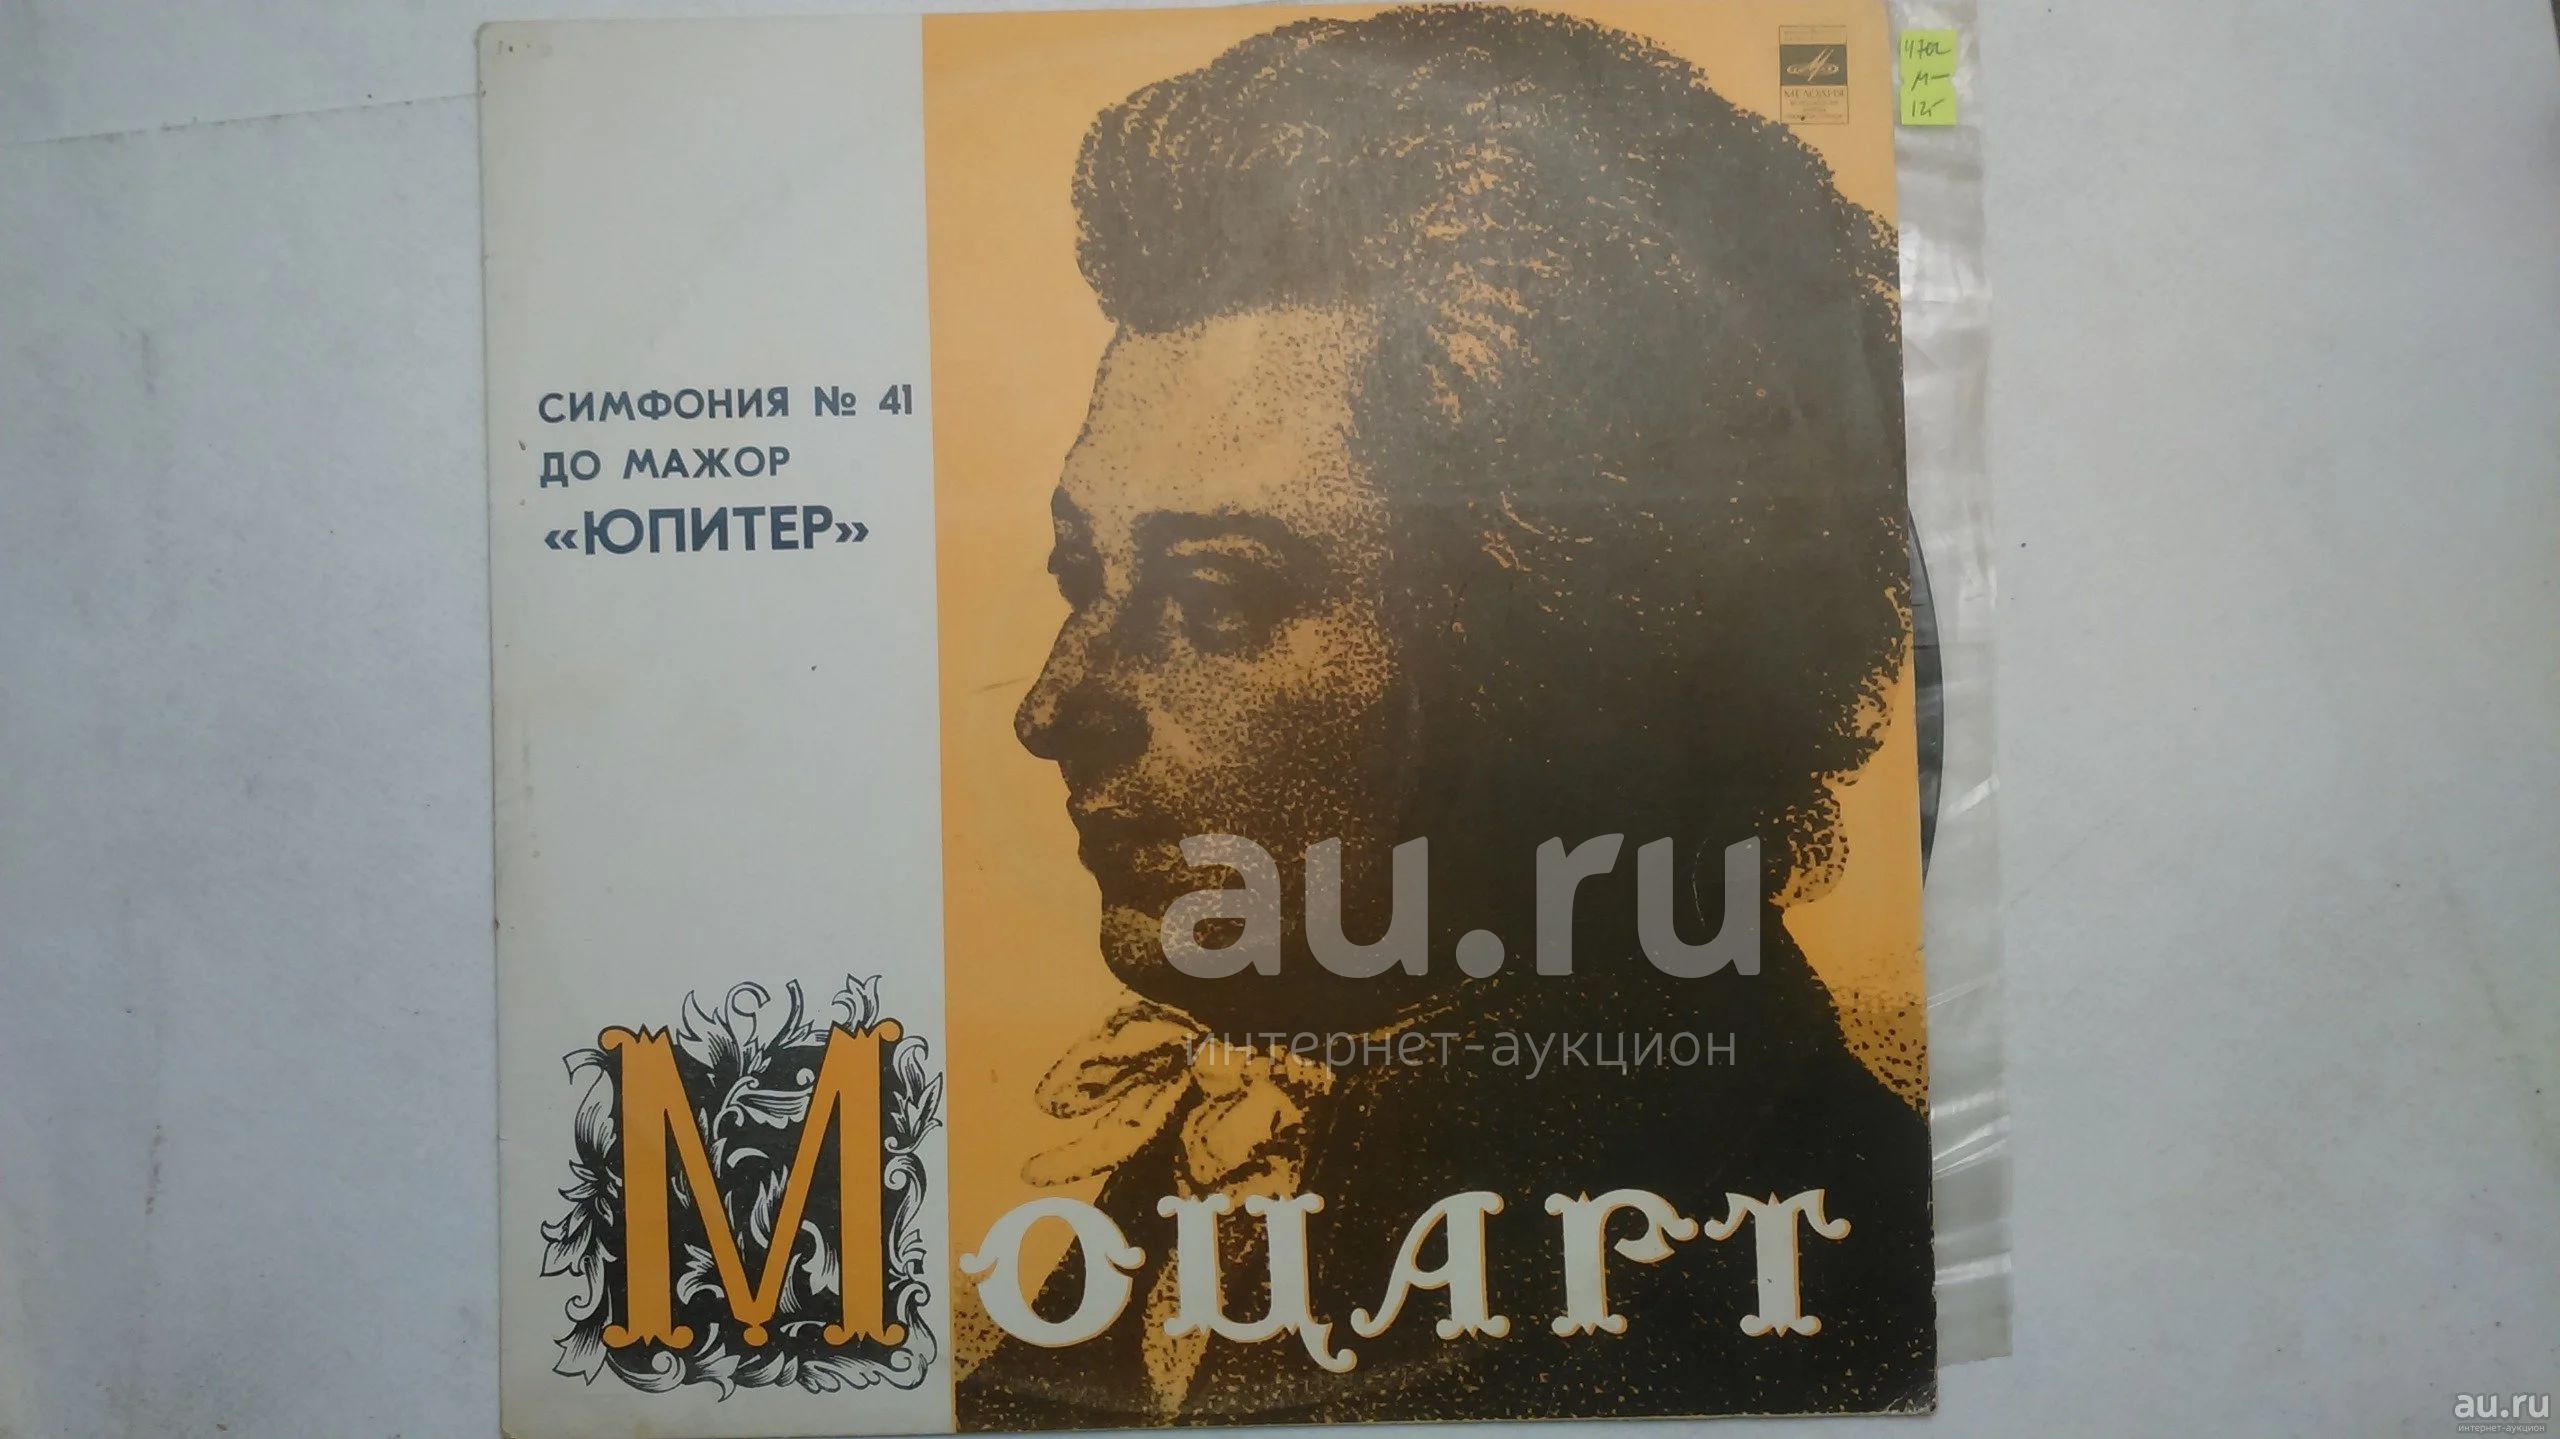 СИМФОНИЯ № 41
ДО МАЖОР
«ЮПИТЕР»
МОЦАРТ
МЕЛОДИЯ
au.ru
интернет-аукцион
au.ru
интернет-аукцион